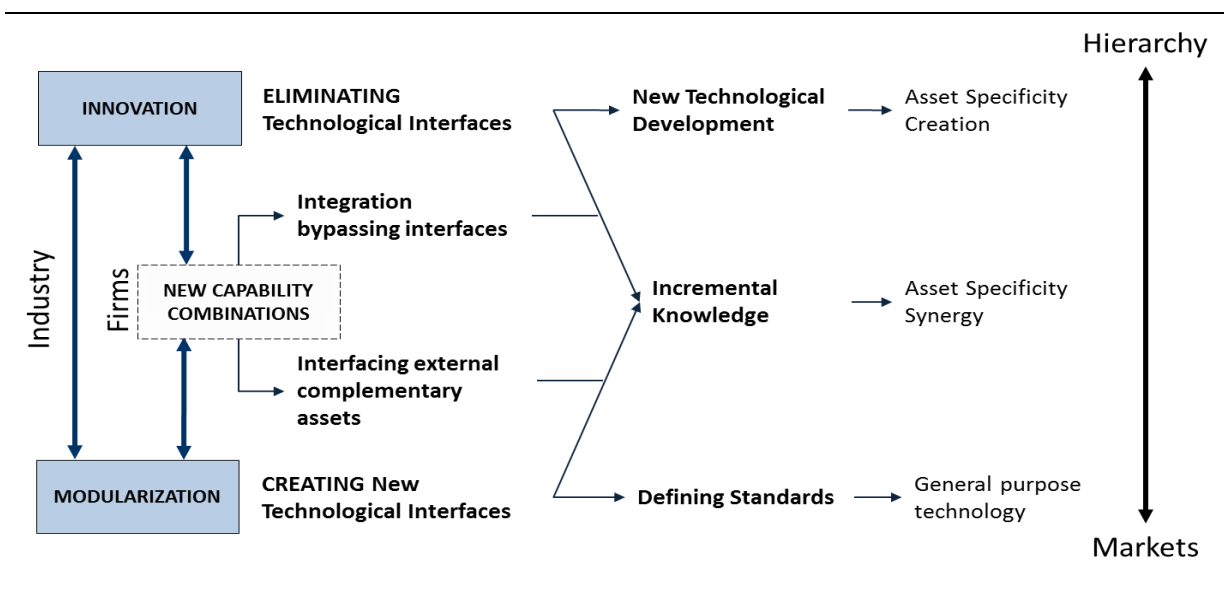 Hierarchy
INNOVATION
ELIMINATING
Technological Interfaces
New Technological
Development
Asset Specificity
Creation
Integration
bypassing interfaces
Industry
Firms
NEW CAPABILITY
COMBINATIONS
Incremental
Knowledge
Asset Specificity
Synergy
Interfacing external
complementary
assets
MODULARIZATION
CREATING New
Technological Interfaces
Defining Standards
General purpose
technology
Markets